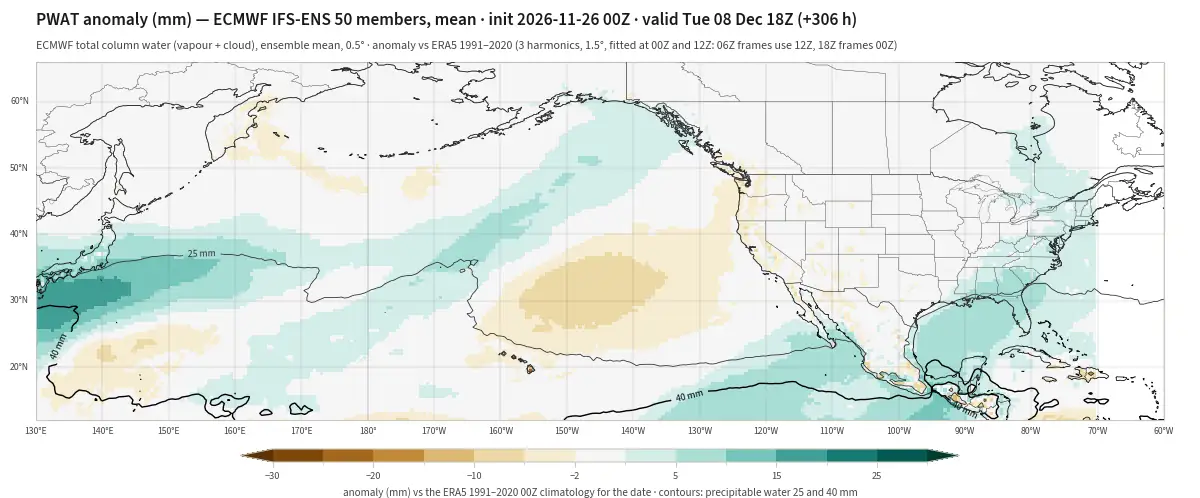 PWAT anomaly (mm) — ECMWF IFS-ENS 50 members, mean · init 2026-11-26 00Z · valid Tue 08 Dec 18Z (+306 h)
ECMWF total column water (vapour + cloud), ensemble mean, 0.5° · anomaly vs ERA5 1991–2020 (3 harmonics, 1.5°, fitted at 00Z and 12Z: 06Z frames use 12Z, 18Z frames 00Z)
60°N
50°N
40°N
30°N
20°N
25 mm
40 mm
40 mm
130°E 140°E 150°E 160°E 170°E 180° 170°W 160°W 150°W 140°W 130°W 120°W 110°W 100°W 90°W 80°W 70°W 60°W
−30 −20 −10 −2 5 15 25
anomaly (mm) vs the ERA5 1991–2020 00Z climatology for the date · contours: precipitable water 25 and 40 mm